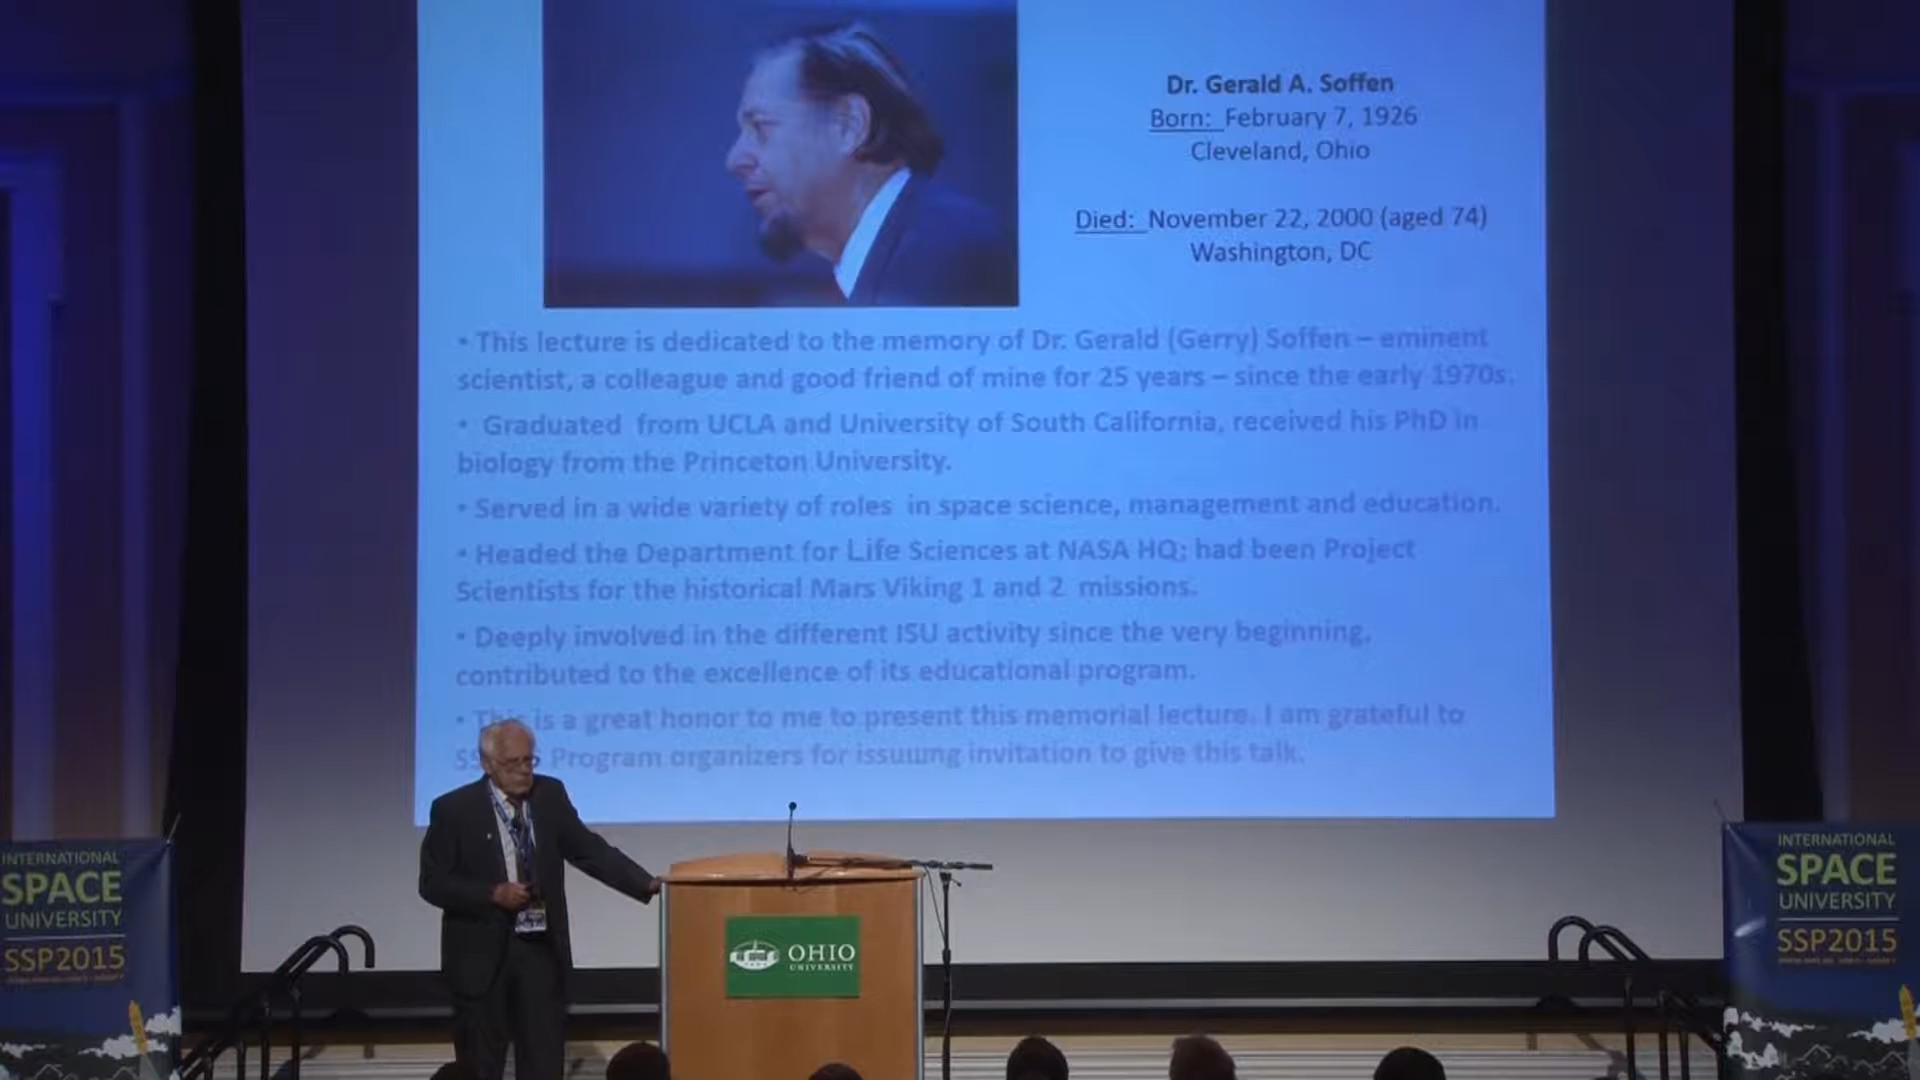 Dr. Gerald A. Soffen
Born: February 7, 1926
Cleveland, Ohio
Died: November 22, 2000 (aged 74)
Washington, DC
• This lecture is dedicated to the memory of Dr. Gerald (Gerry) Soffen – eminent
scientist, a colleague and good friend of mine for 25 years – since the early 1970s.
• Graduated from UCLA and University of South California, received his PhD in
biology from the Princeton University.
• Served in a wide variety of roles in space science, management and education.
• Headed the Department for Life Sciences at NASA HQ; had been Project
Scientists for the historical Mars Viking 1 and 2 missions.
• Deeply involved in the different ISU activity since the very beginning,
contributed to the excellence of its educational program.
• This is a great honor to me to present this memorial lecture. I am grateful to
Program organizers for issuing invitation to give this talk.
INTERNATIONAL
SPACE
UNIVERSITY
SSP2015
OHIO
UNIVERSITY
INTERNATIONAL
SPACE
UNIVERSITY
SSP2015